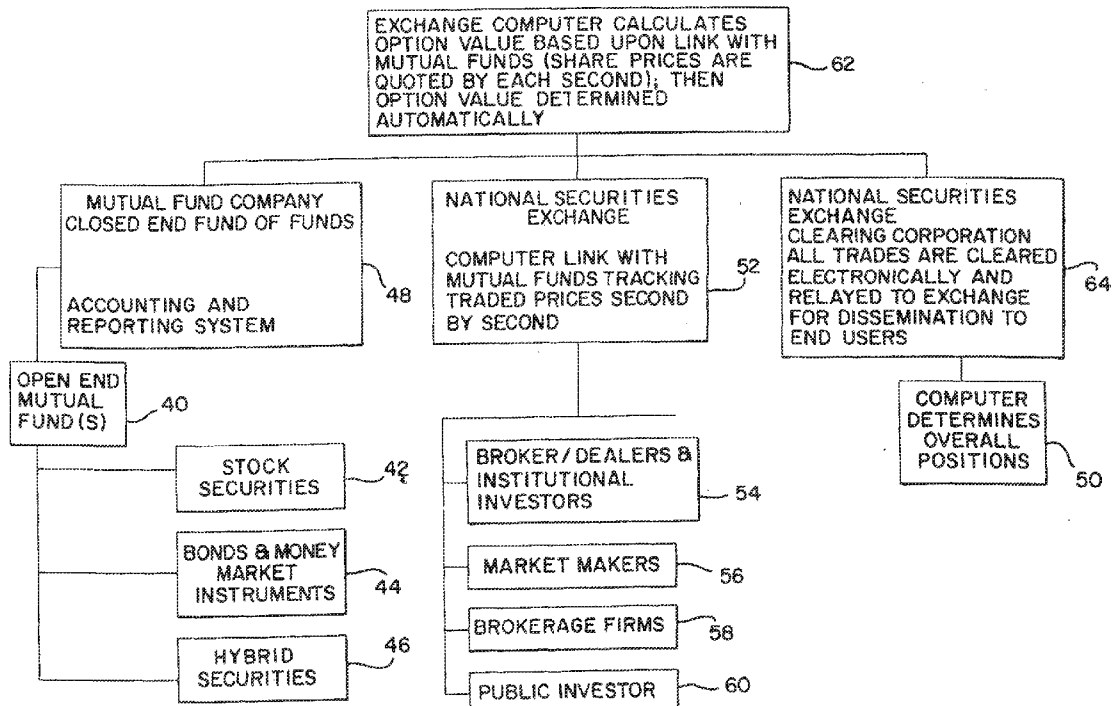 EXCHANGE COMPUTER CALCULATES
OPTION VALUE BASED UPON LINK WITH
MUTUAL FUNDS (SHARE PRICES ARE
QUOTED BY EACH SECOND); THEN
OPTION VALUE DETERMINED
AUTOMATICALLY
62
MUTUAL FUND COMPANY
CLOSED END FUND OF FUNDS
ACCOUNTING AND
REPORTING SYSTEM
48
NATIONAL SECURITIES
EXCHANGE
COMPUTER LINK WITH
MUTUAL FUNDS TRACKING
TRADED PRICES SECOND
BY SECOND
52
NATIONAL SECURITIES
EXCHANGE
CLEARING CORPORATION
ALL TRADES ARE CLEARED
ELECTRONICALLY AND
RELAYED TO EXCHANGE
FOR DISSEMINATION TO
END USERS
64
OPEN END
MUTUAL
FUND(S)
40
STOCK
SECURITIES
42
BONDS & MONEY
MARKET
INSTRUMENTS
44
HYBRID
SECURITIES
46
BROKER/DEALERS &
INSTITUTIONAL
INVESTORS
54
MARKET MAKERS
56
BROKERAGE FIRMS
58
PUBLIC INVESTOR
60
COMPUTER
DETERMINES
OVERALL
POSITIONS
50